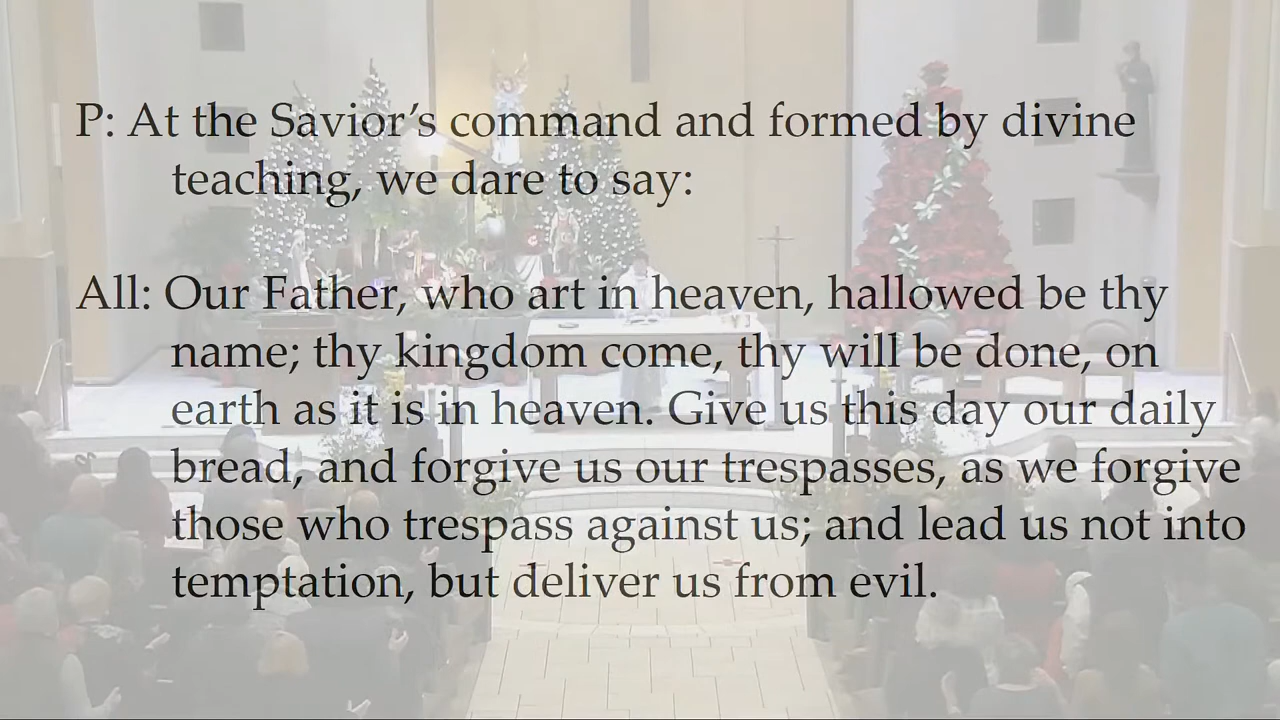 P: At the Savior’s command and formed by divine
teaching, we dare to say:
All: Our Father, who art in heaven, hallowed be thy
name; thy kingdom come, thy will be done, on
earth as it is in heaven. Give us this day our daily
bread, and forgive us our trespasses, as we forgive
those who trespass against us; and lead us not into
temptation, but deliver us from evil.